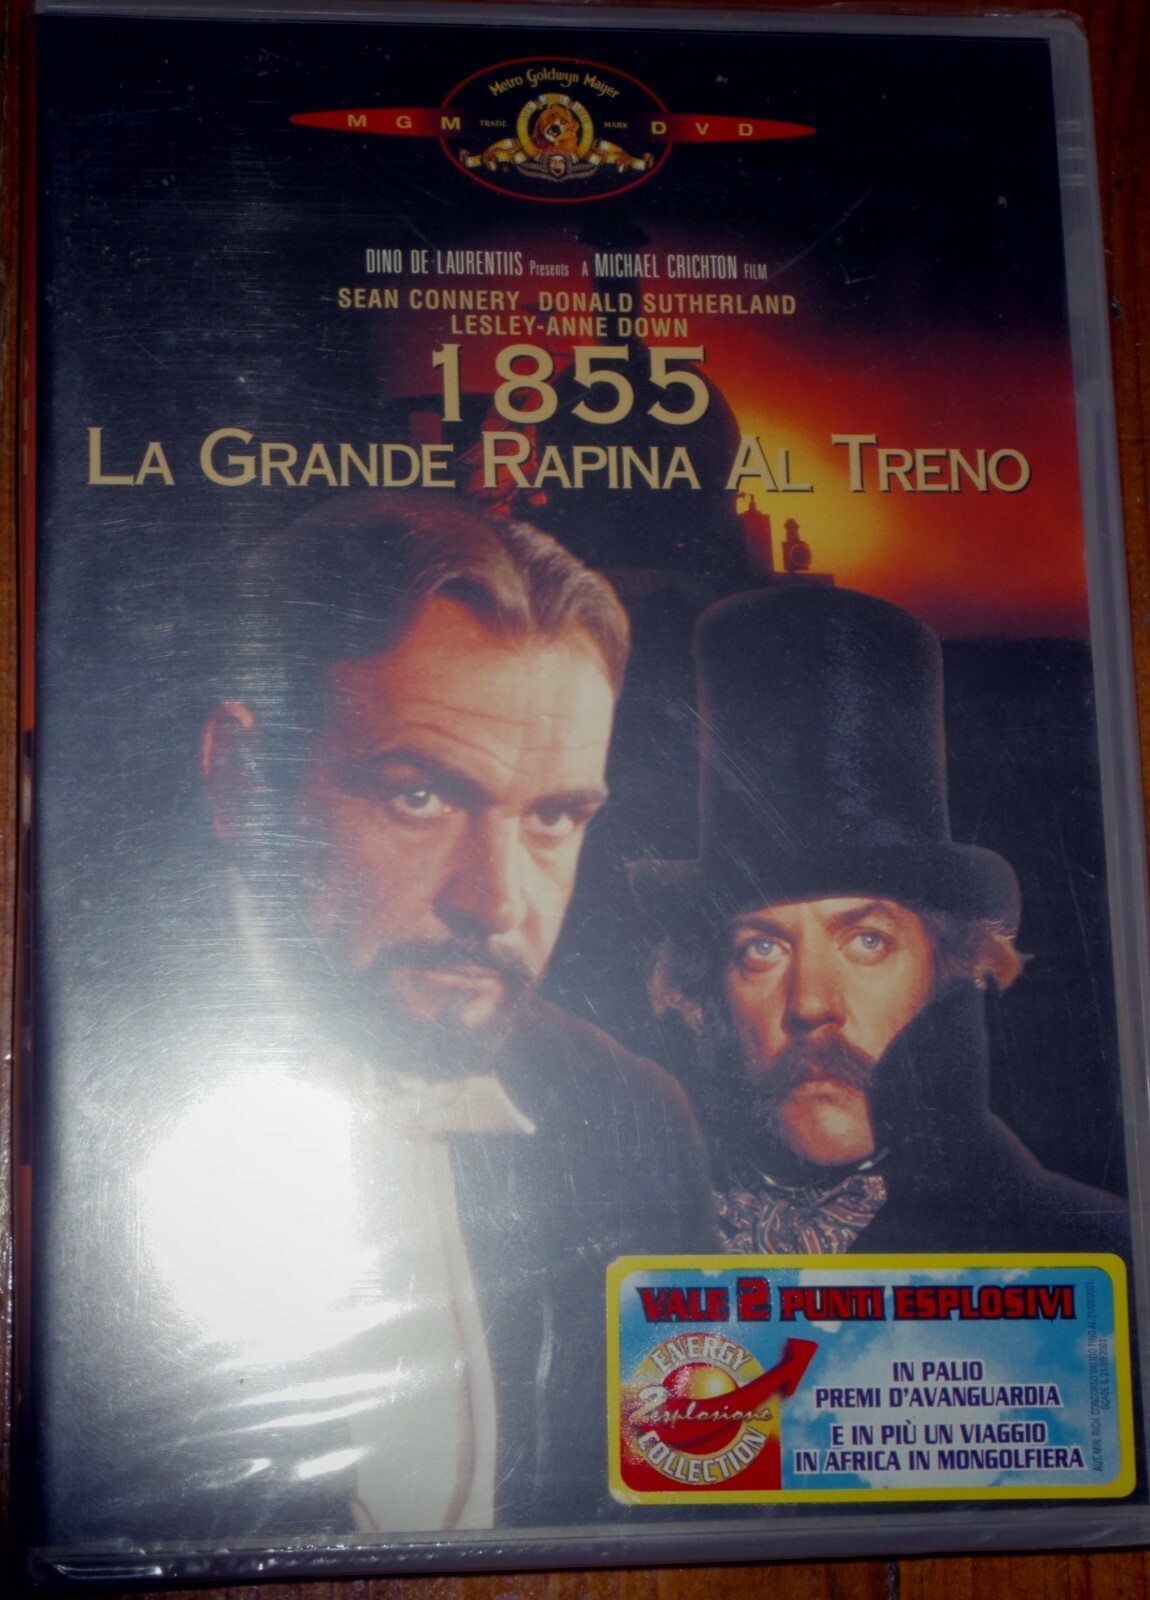 Metro Goldwyn Mayer
MGM TRADE MARK DVD
DINO DE LAURENTIIS Presents A MICHAEL CRICHTON FILM
SEAN CONNERY DONALD SUTHERLAND
LESLEY-ANNE DOWN
1855
LA GRANDE RAPINA AL TRENO
VALE 2 PUNTI ESPLOSIVI
ENERGY
2 esplosione
COLLECTION
IN PALIO
PREMI D'AVANGUARDIA
E IN PIÙ UN VIAGGIO
IN AFRICA IN MONGOLFIERA